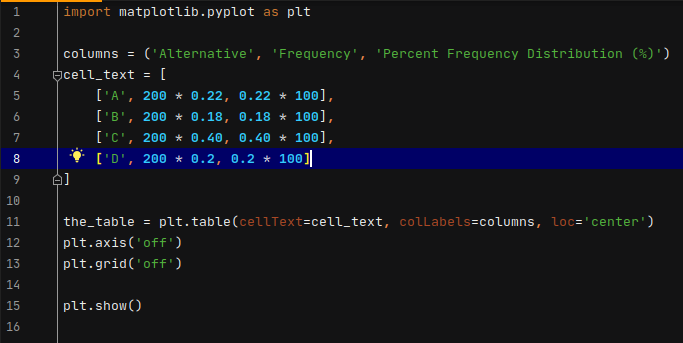 1 import matplotlib.pyplot as plt
2
3 columns = ('Alternative', 'Frequency', 'Percent Frequency Distribution (%)')
4 cell_text = [
5     ['A', 200 * 0.22, 0.22 * 100],
6     ['B', 200 * 0.18, 0.18 * 100],
7     ['C', 200 * 0.40, 0.40 * 100],
8     ['D', 200 * 0.2, 0.2 * 100]
9 ]
10
11 the_table = plt.table(cellText=cell_text, colLabels=columns, loc='center')
12 plt.axis('off')
13 plt.grid('off')
14
15 plt.show()
16